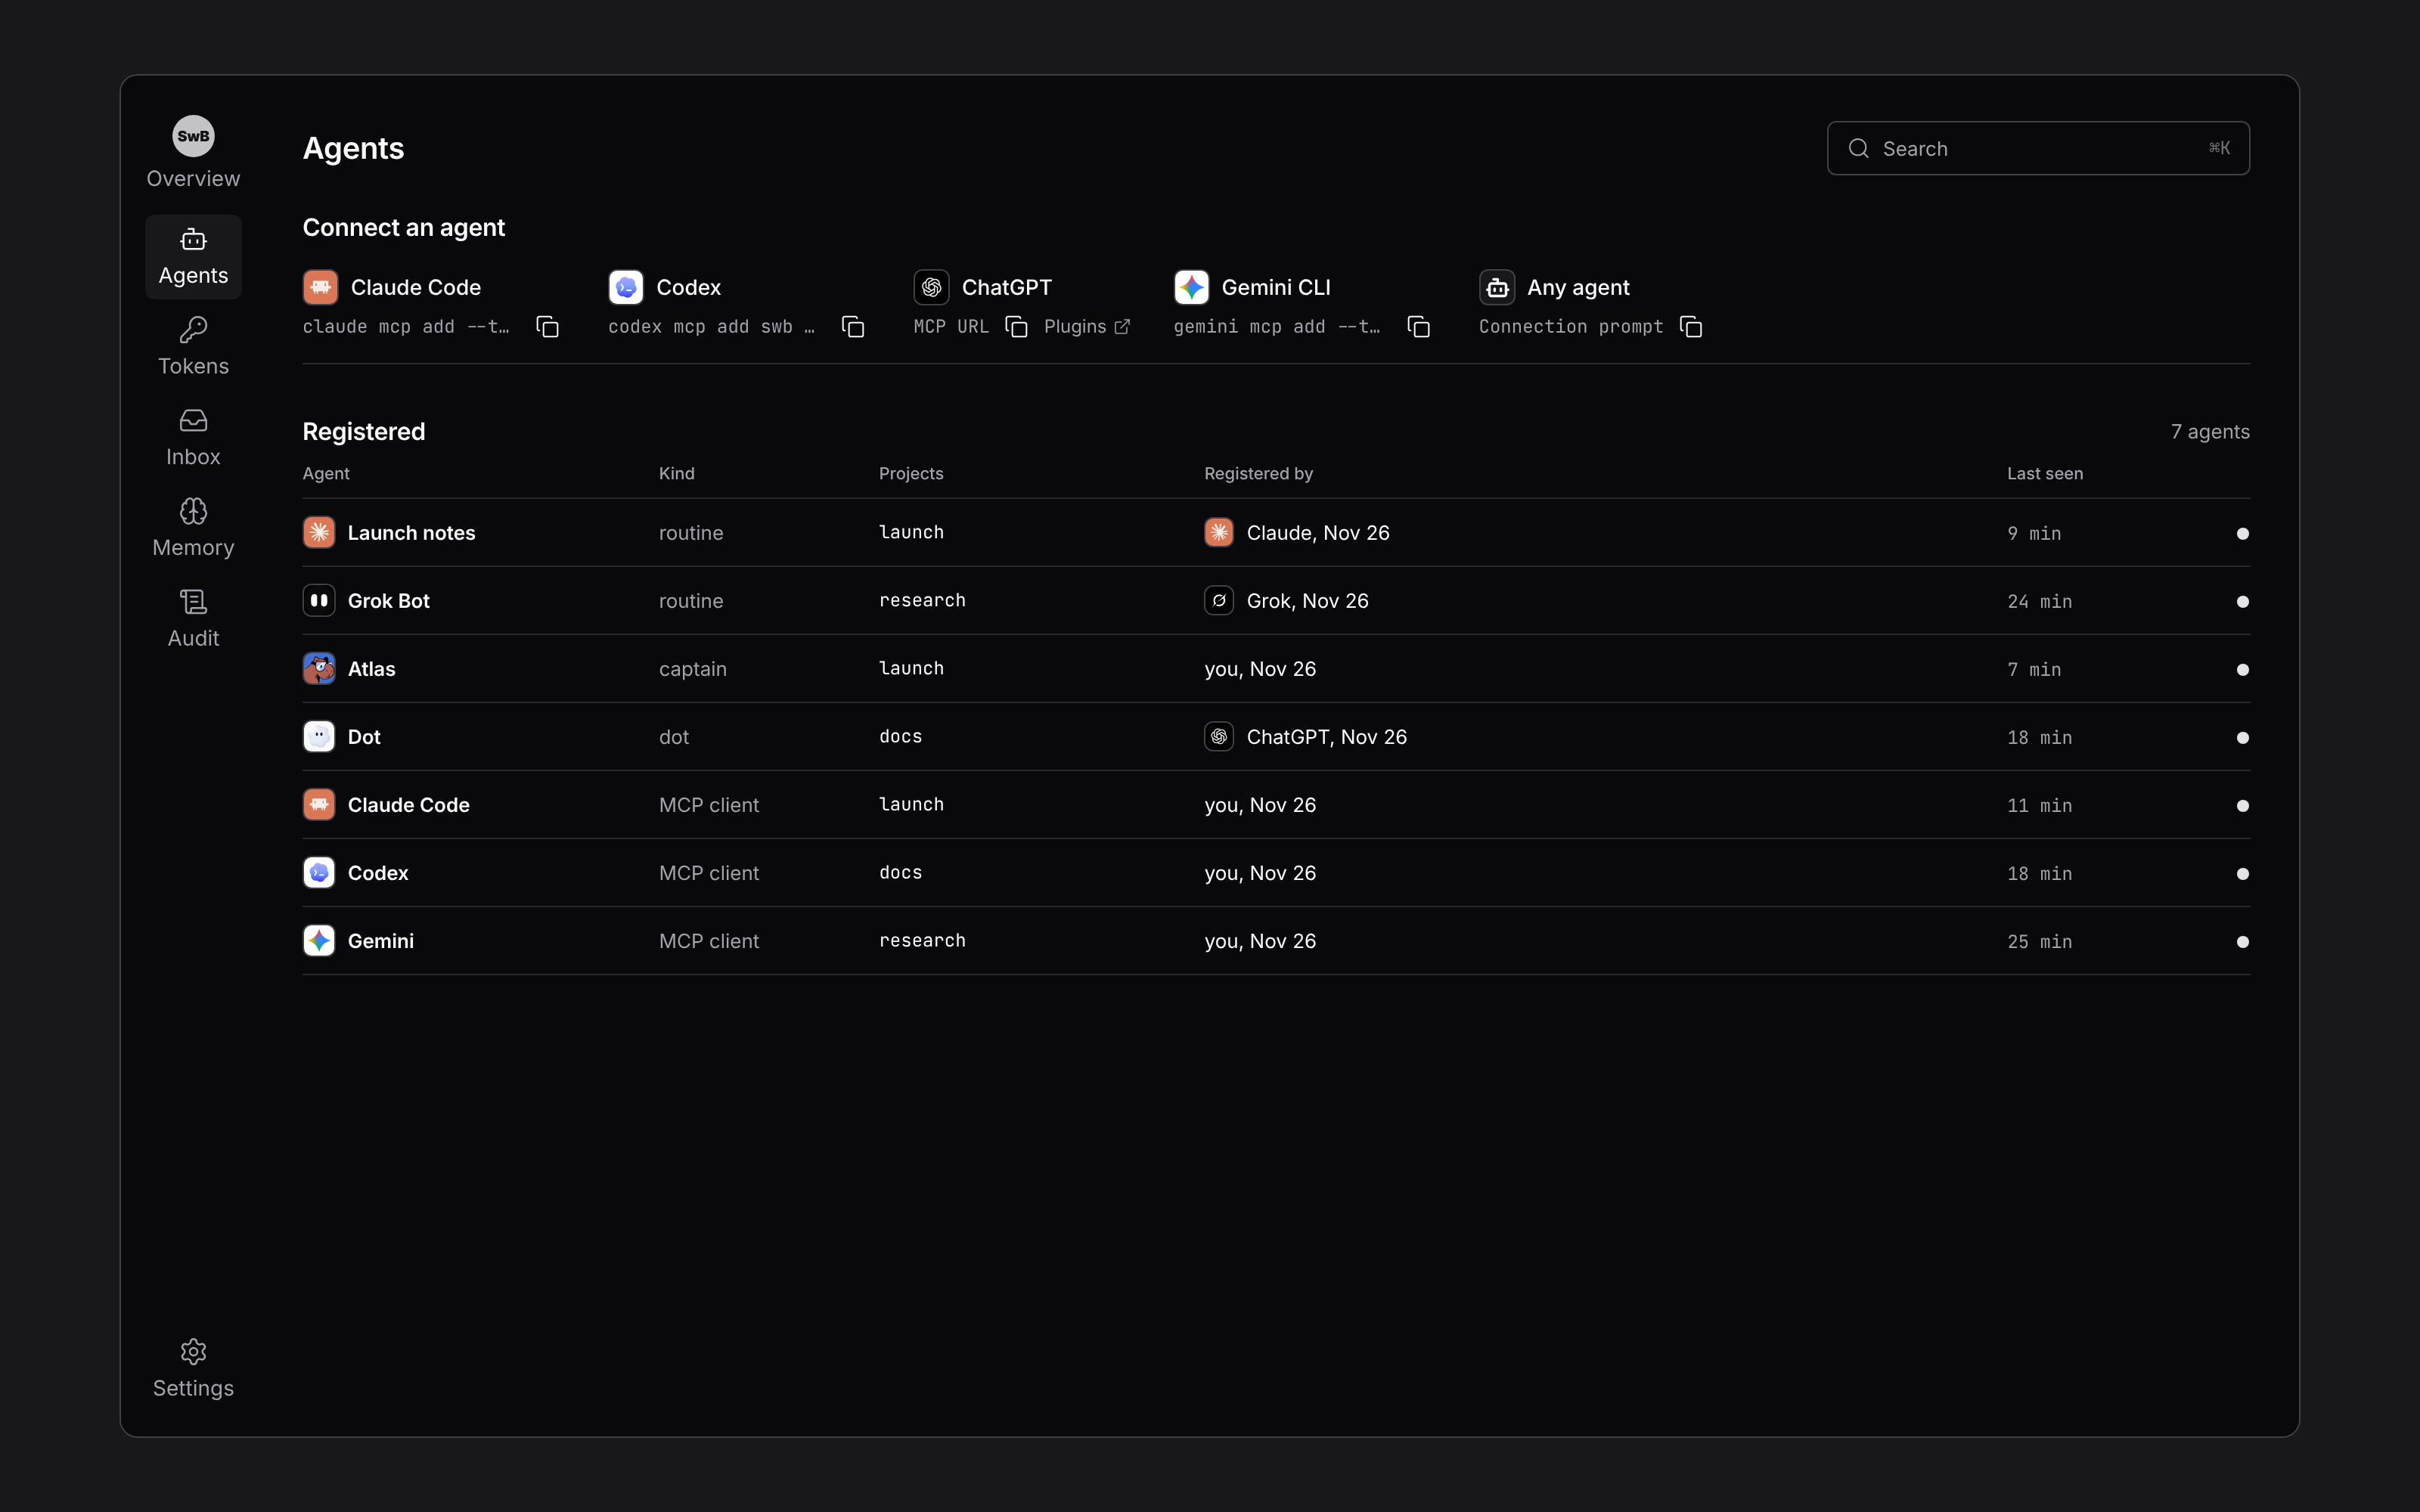 SwB
Overview
Agents
Tokens
Inbox
Memory
Audit
Settings
Agents
Search ⌘K
Connect an agent
Claude Code
claude mcp add --t…
Codex
codex mcp add swb …
ChatGPT
MCP URL Plugins
Gemini CLI
gemini mcp add --t…
Any agent
Connection prompt
Registered 7 agents
Agent Kind Projects Registered by Last seen
Launch notes routine launch Claude, Nov 26 9 min
Grok Bot routine research Grok, Nov 26 24 min
Atlas captain launch you, Nov 26 7 min
Dot dot docs ChatGPT, Nov 26 18 min
Claude Code MCP client launch you, Nov 26 11 min
Codex MCP client docs you, Nov 26 18 min
Gemini MCP client research you, Nov 26 25 min